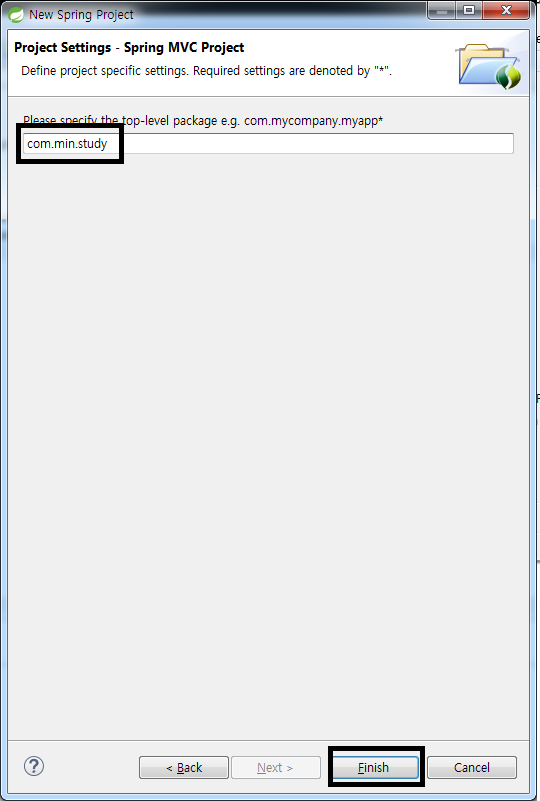 New Spring Project
Project Settings - Spring MVC Project
Define project specific settings. Required settings are denoted by "*".
Please specify the top-level package e.g. com.mycompany.myapp*
com.min.study
< Back
Next >
Finish
Cancel